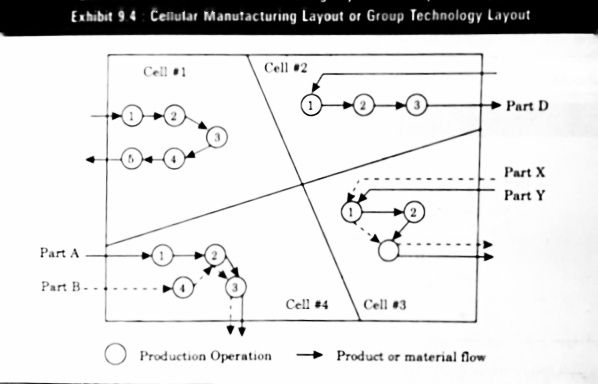 Exhibit 9.4 : Cellular Manufacturing Layout or Group Technology Layout
Cell #1
Cell #2
1 2 3
4 5
1 2 3
Part D
Part X
Part Y
1 2
Part A
1 2
Part B
4 3
Cell #4
Cell #3
Production Operation
Product or material flow